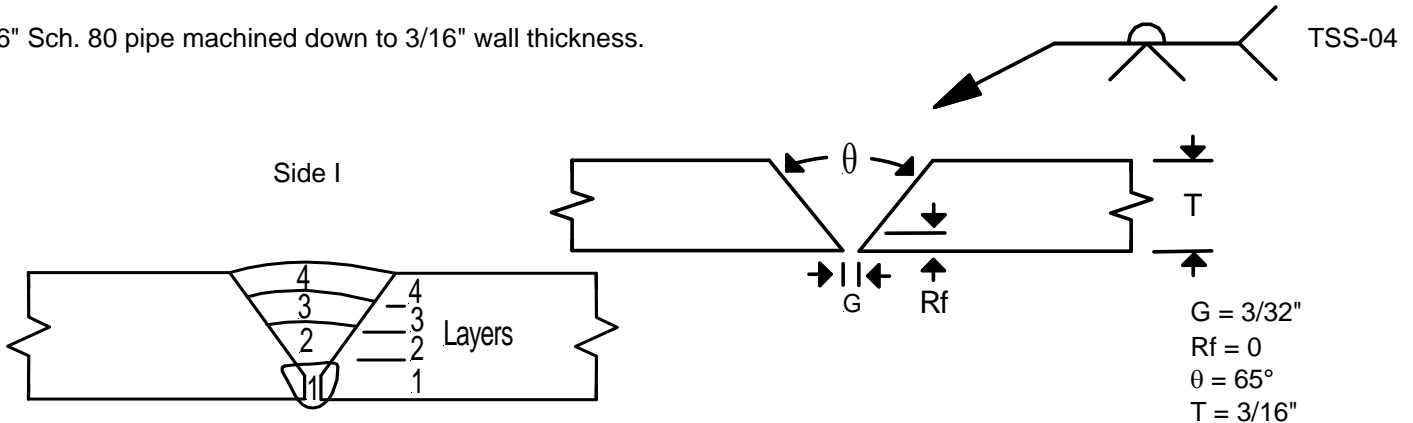 6" Sch. 80 pipe machined down to 3/16" wall thickness.
TSS-04
Side I
θ
T
G
Rf
4
3
2
1
4
3
2
1
Layers
G = 3/32"
Rf = 0
θ = 65°
T = 3/16"